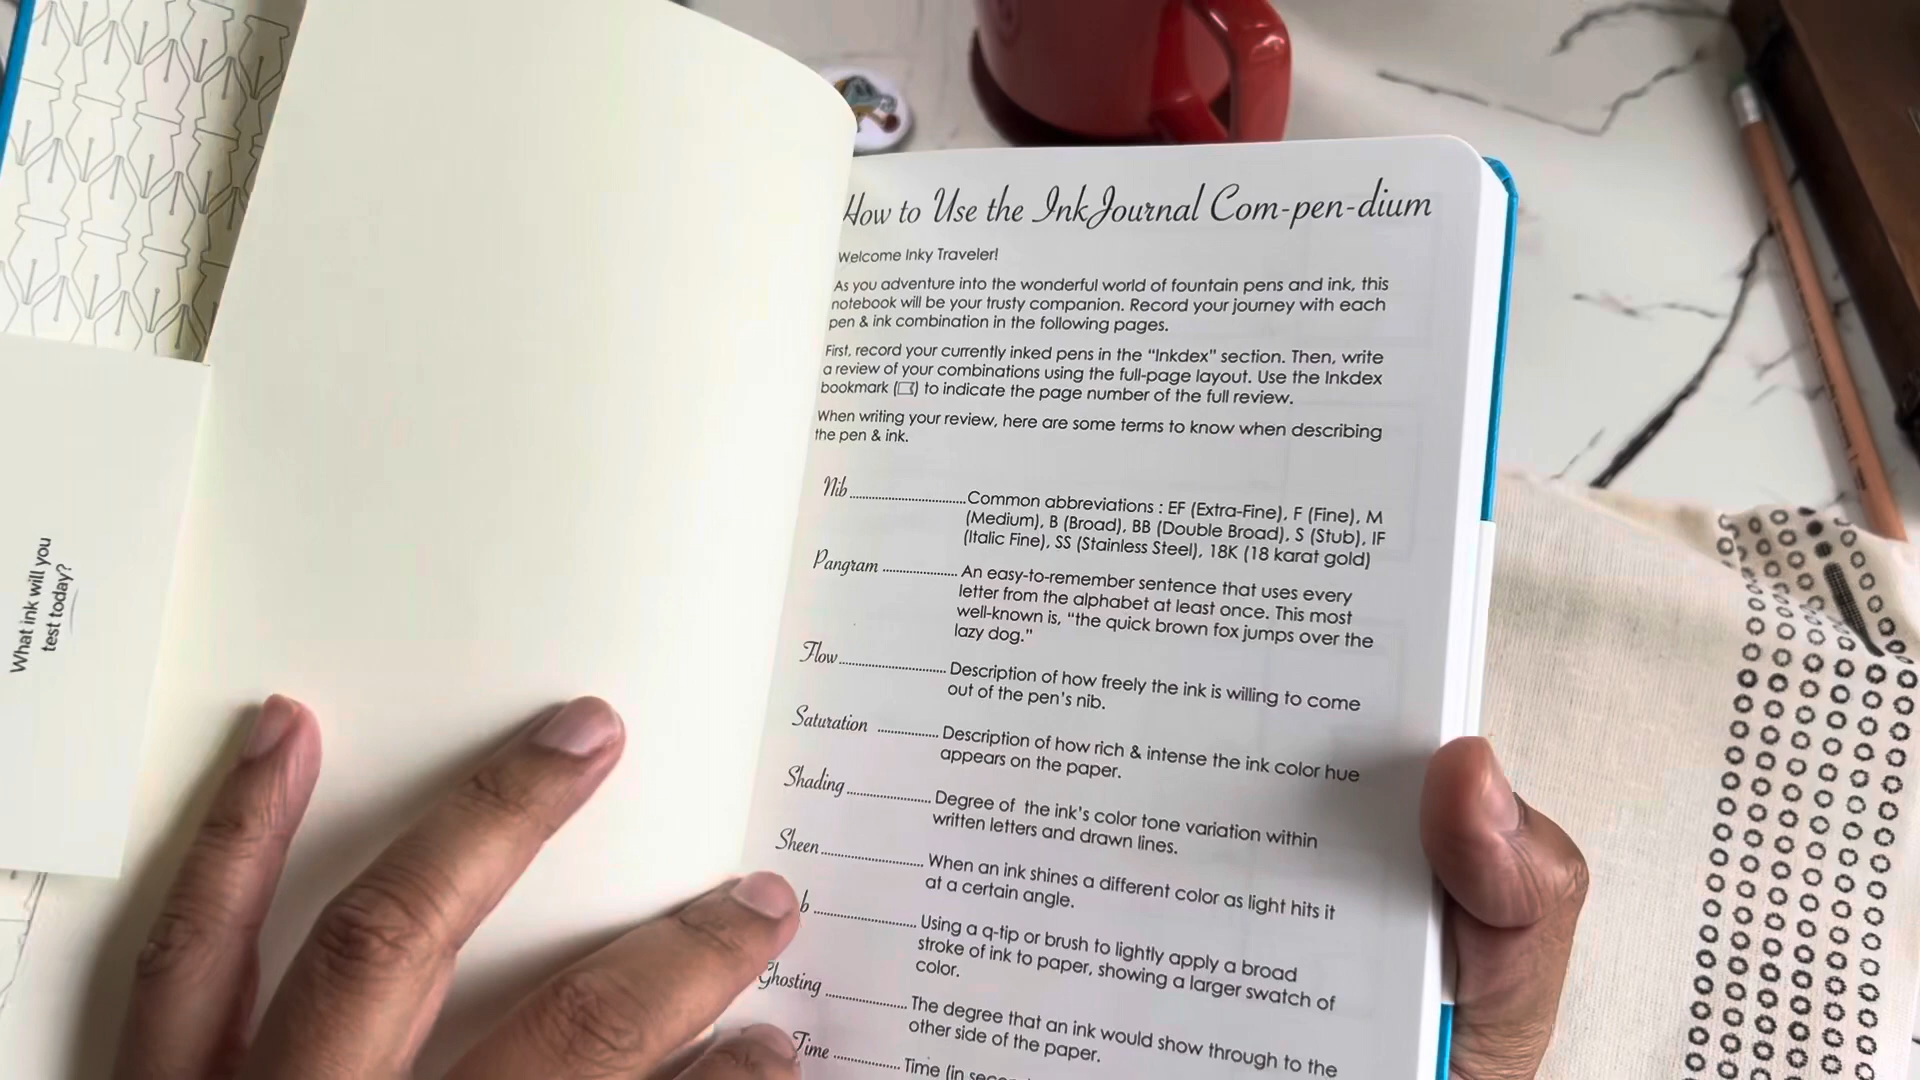 What ink will you
test today?
How to Use the InkJournal Com-pen-dium
Welcome Inky Traveler!
As you adventure into the wonderful world of fountain pens and ink, this
notebook will be your trusty companion. Record your journey with each
pen & ink combination in the following pages.
First, record your currently inked pens in the “Inkdex” section. Then, write
a review of your combinations using the full-page layout. Use the Inkdex
bookmark ( ) to indicate the page number of the full review.
When writing your review, here are some terms to know when describing
the pen & ink.
Nib ........ Common abbreviations : EF (Extra-Fine), F (Fine), M
(Medium), B (Broad), BB (Double Broad), S (Stub), IF
(Italic Fine), SS (Stainless Steel), 18K (18 karat gold)
Pangram ........ An easy-to-remember sentence that uses every
letter from the alphabet at least once. This most
well-known is, “the quick brown fox jumps over the
lazy dog.”
Flow ........ Description of how freely the ink is willing to come
out of the pen’s nib.
Saturation ........ Description of how rich & intense the ink color hue
appears on the paper.
Shading ........ Degree of the ink’s color tone variation within
written letters and drawn lines.
Sheen ........ When an ink shines a different color as light hits it
at a certain angle.
b ........ Using a q-tip or brush to lightly apply a broad
stroke of ink to paper, showing a larger swatch of
color.
Ghosting ........ The degree that an ink would show through to the
other side of the paper.
Time ........ Time (in